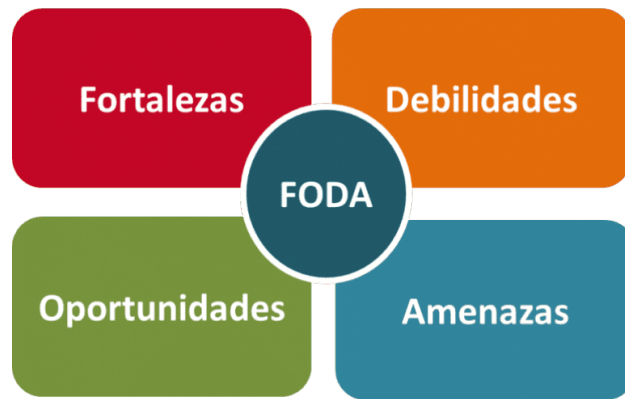 Fortalezas
Debilidades
FODA
Oportunidades
Amenazas